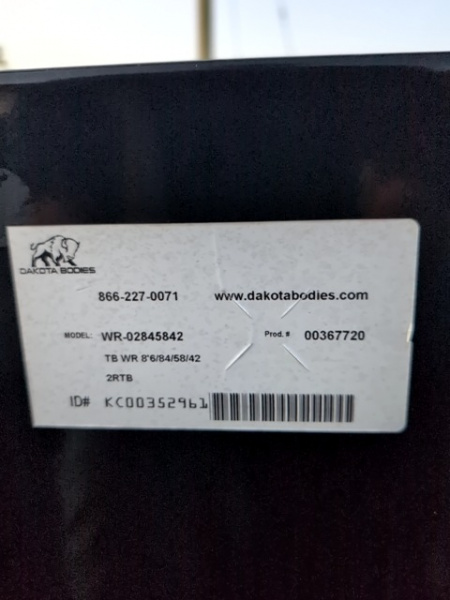 DAKOTA BODIES
866-227-0071 www.dakotabodies.com
MODEL: WR-02845842 Prod. # 00367720
TB WR 8'6/84/58/42
2RTB
ID# KC00352961